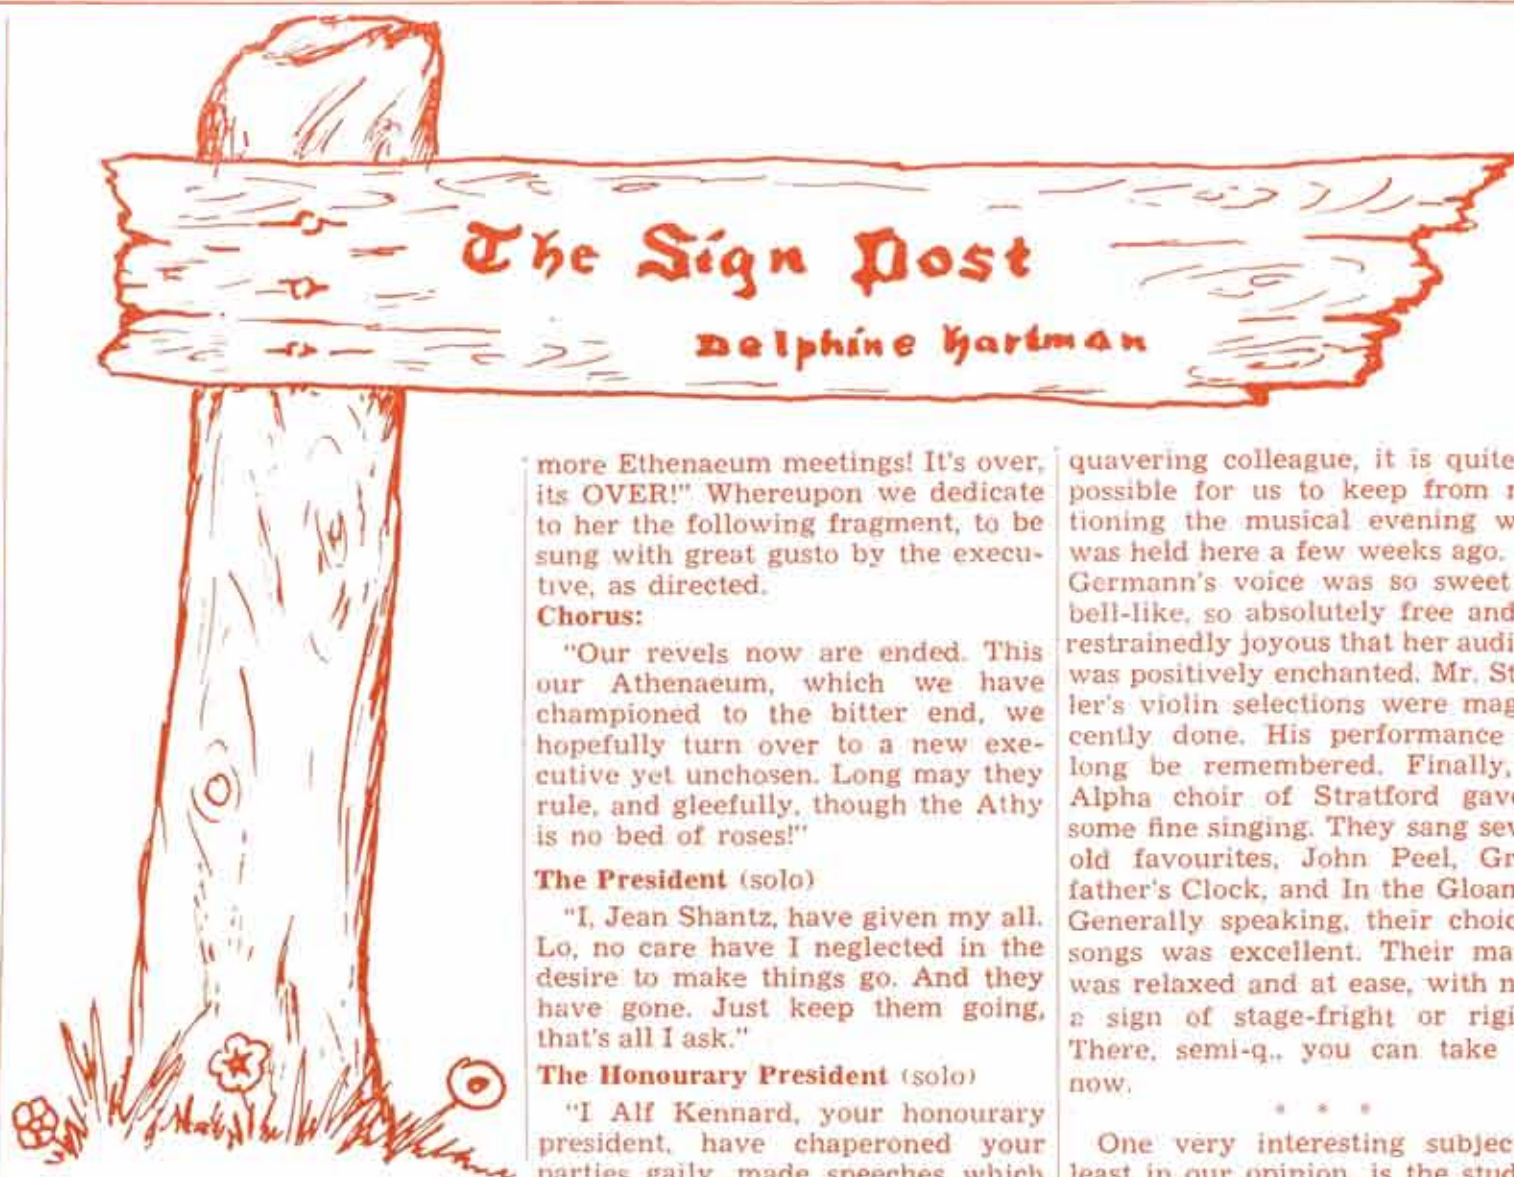 The Sign Post
Delphine Hartman
more Ethenaeum meetings! It's over,
its OVER!" Whereupon we dedicate
to her the following fragment, to be
sung with great gusto by the execu-
tive, as directed.
Chorus:
"Our revels now are ended. This
our Athenaeum, which we have
championed to the bitter end, we
hopefully turn over to a new exe-
cutive yet unchosen. Long may they
rule, and gleefully, though the Athy
is no bed of roses!"
The President (solo)
"I, Jean Shantz, have given my all.
Lo, no care have I neglected in the
desire to make things go. And they
have gone. Just keep them going,
that's all I ask."
The Honourary President (solo)
"I Alf Kennard, your honourary
president, have chaperoned your
parties gaily, made speeches which
quavering colleague, it is quite
possible for us to keep from
tioning the musical evening
was held here a few weeks ago.
Germann's voice was so sweet
bell-like, so absolutely free and
restrainedly joyous that her
was positively enchanted. Mr.
ler's violin selections were
cently done. His performance
long be remembered. Finally,
Alpha choir of Stratford
some fine singing. They sang
old favourites, John Peel,
father's Clock, and In the
Generally speaking, their
songs was excellent. Their
was relaxed and at ease, with
a sign of stage-fright or
There, semi-q., you can take
now.
* * *
One very interesting
least in our opinion, is the